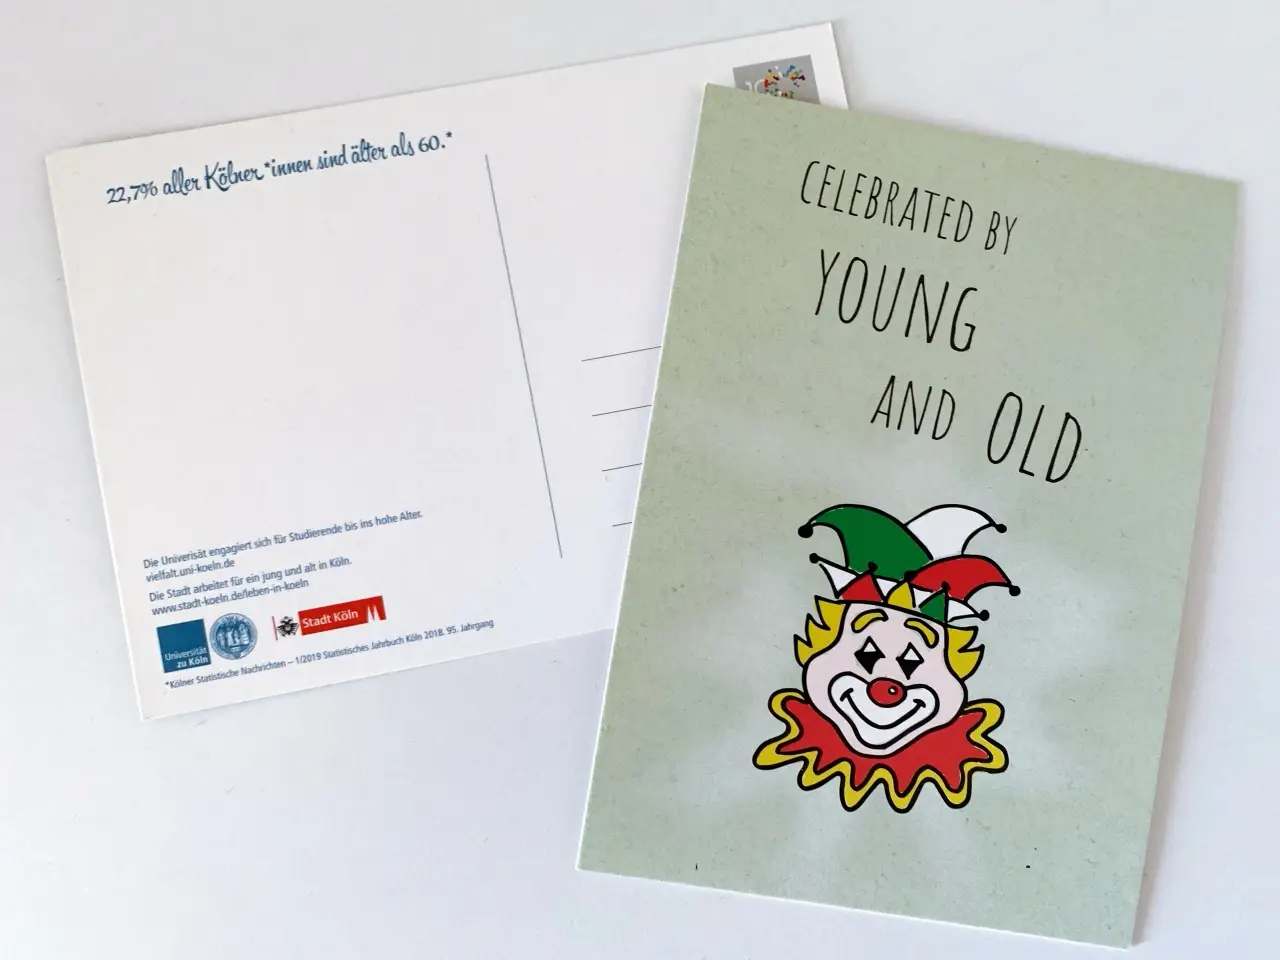 22,7% aller Kölner*innen sind älter als 60.*
Die Univerisät engagiert sich für Studierende bis ins hohe Alter.
vielfalt.uni-koeln.de
Die Stadt arbeitet für ein jung und alt in Köln.
www.stadt-koeln.de/leben-in-koeln
Universität
zu Köln
Stadt Köln
*Kölner Statistische Nachrichten – 1/2019 Statistisches Jahrbuch Köln 2018. 95. Jahrgang
CELEBRATED BY
YOUNG
AND OLD